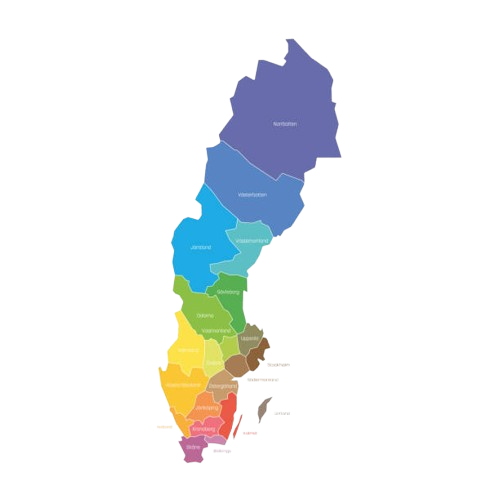 Norrbotten
Västerbotten
Västernorrland
Jämtland
Gävleborg
Dalarna
Västmanland
Uppsala
Värmland
Örebro
Stockholm
Södermanland
Västra Götaland
Östergötland
Jönköping
Gotland
Halland
Kronoberg
Kalmar
Skåne
Blekinge